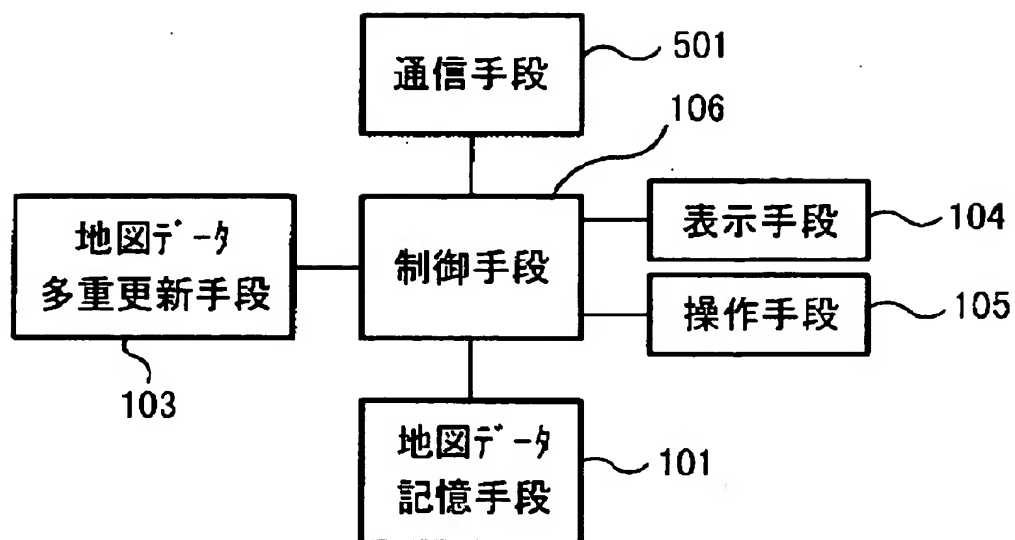 通信手段
501
106
地図データ
多重更新手段
103
制御手段
表示手段
104
操作手段
105
地図データ
記憶手段
101